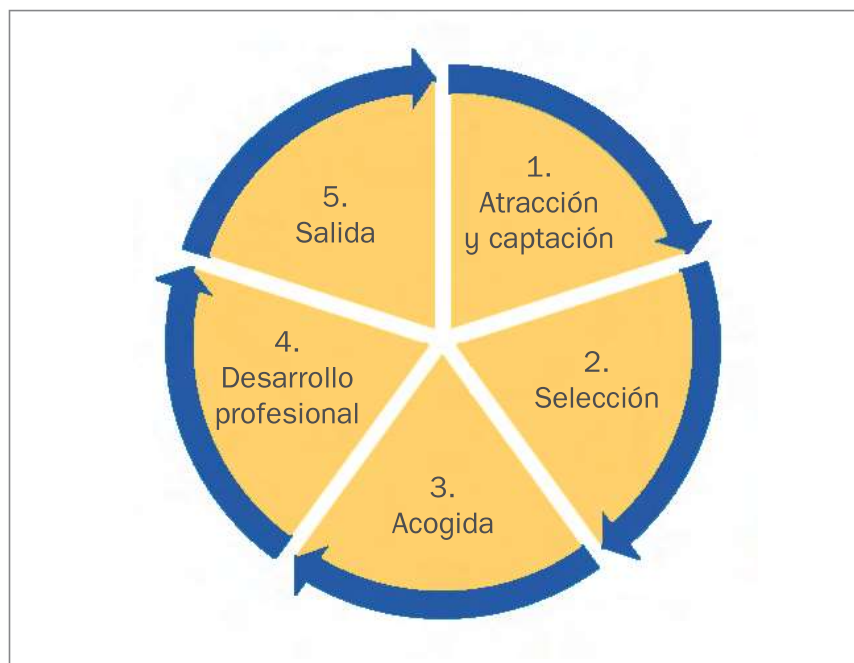 1.
Atracción
y captación
2.
Selección
3.
Acogida
4.
Desarrollo
profesional
5.
Salida